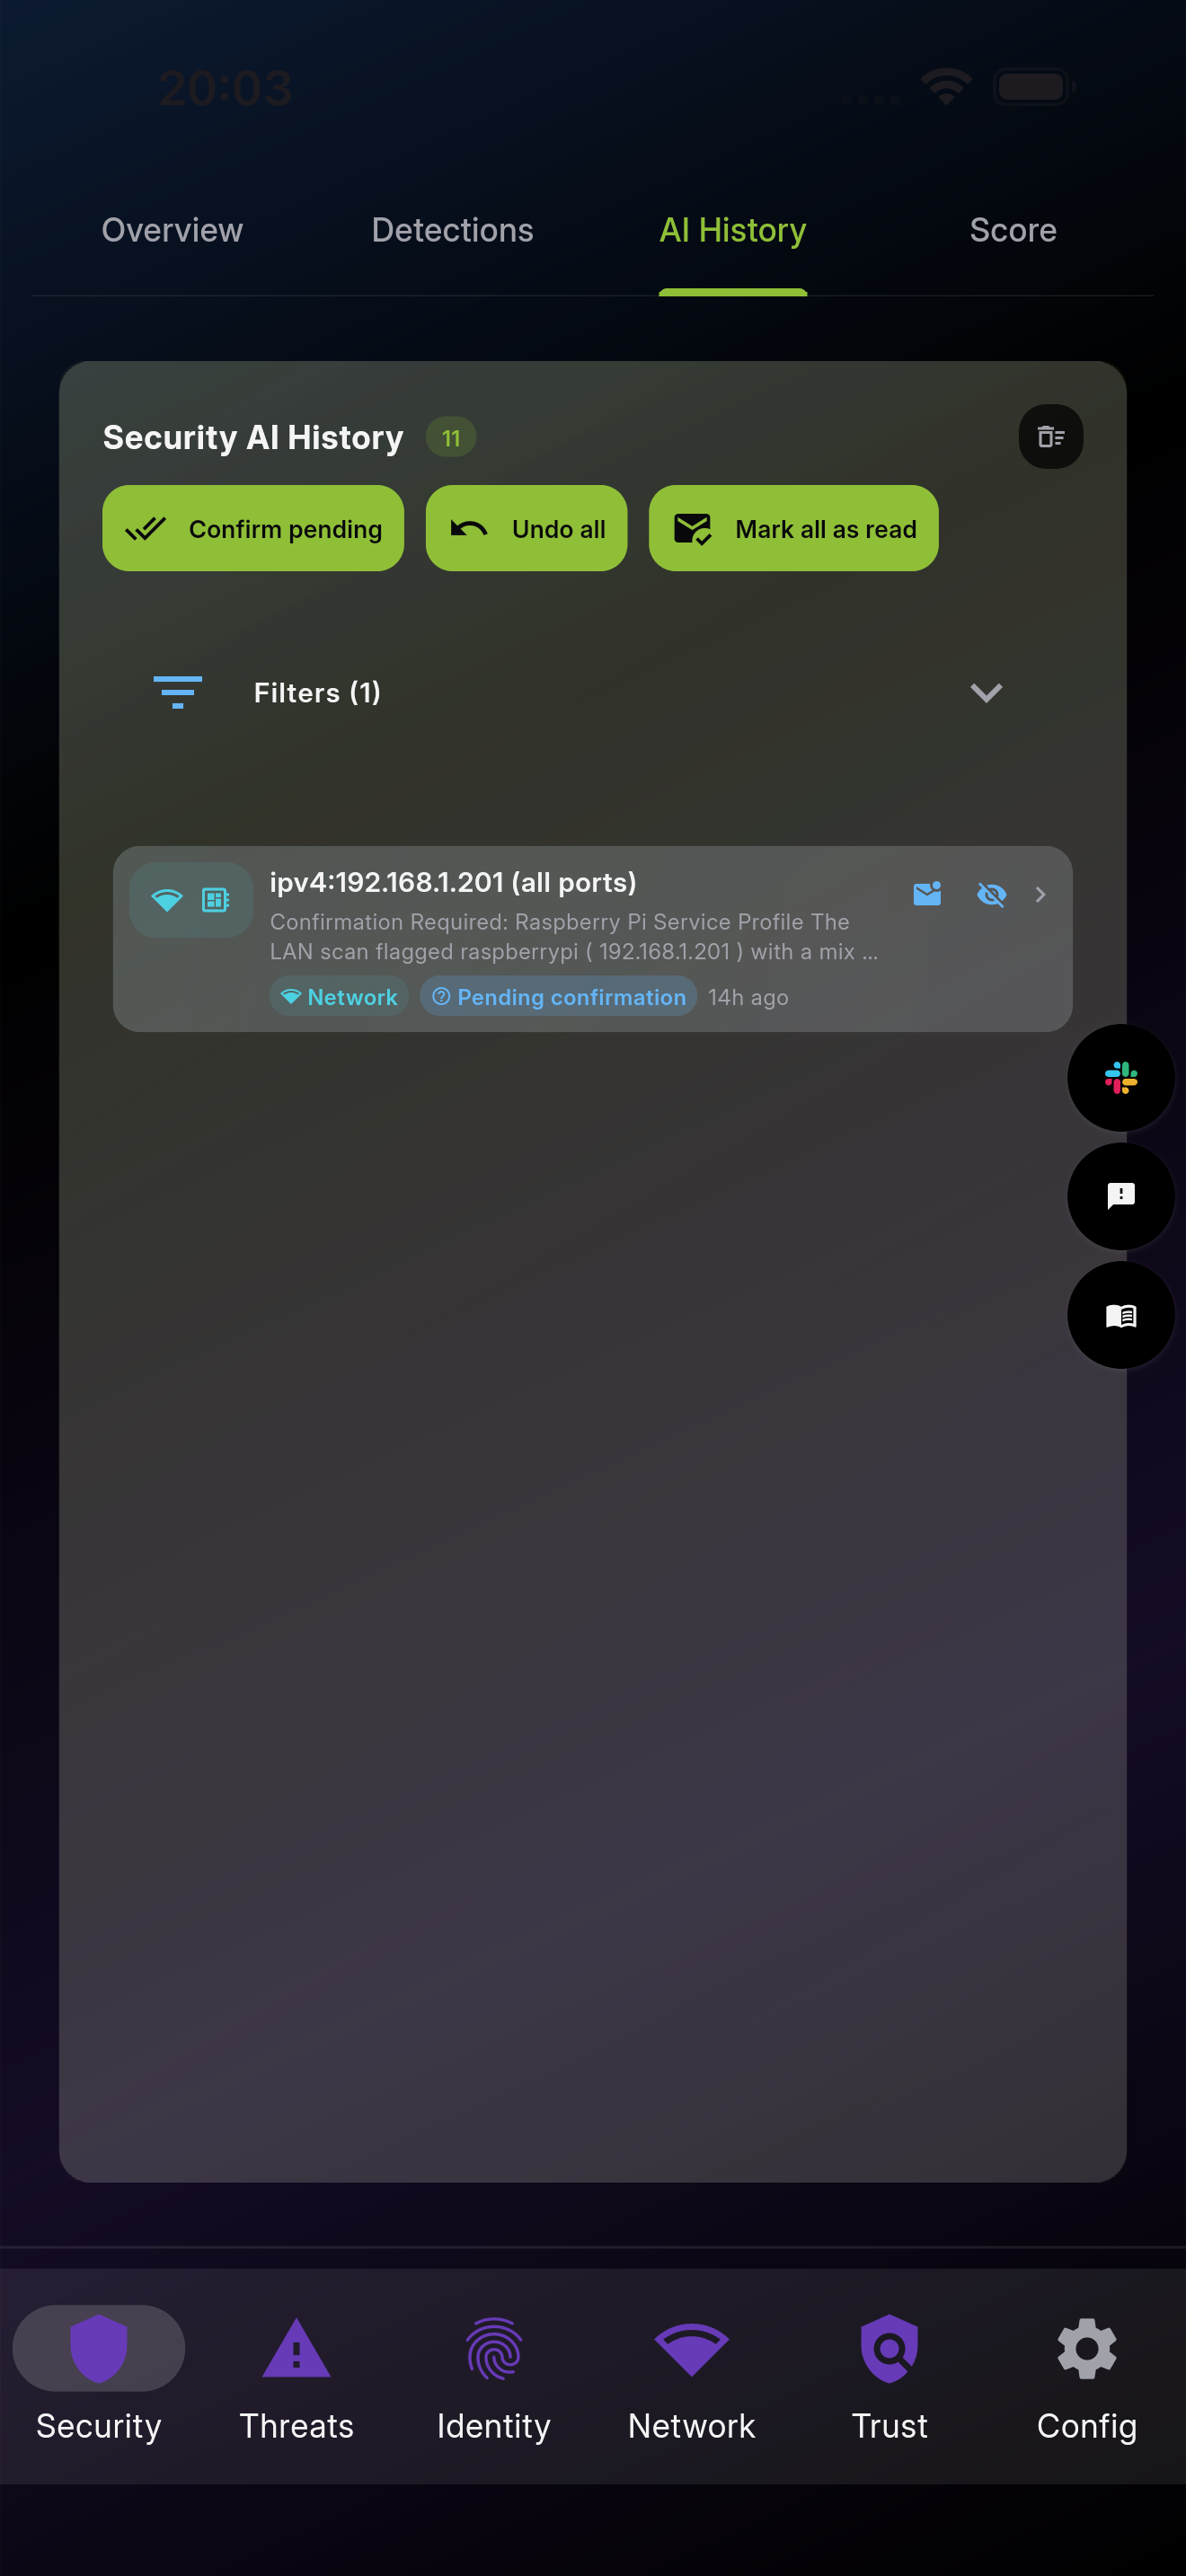 20:03
Overview
Detections
AI History
Score
Security AI History
11
Confirm pending
Undo all
Mark all as read
Filters (1)
ipv4:192.168.1.201 (all ports)
Confirmation Required: Raspberry Pi Service Profile The
LAN scan flagged raspberrypi ( 192.168.1.201 ) with a mix ...
Network
Pending confirmation
14h ago
Security
Threats
Identity
Network
Trust
Config